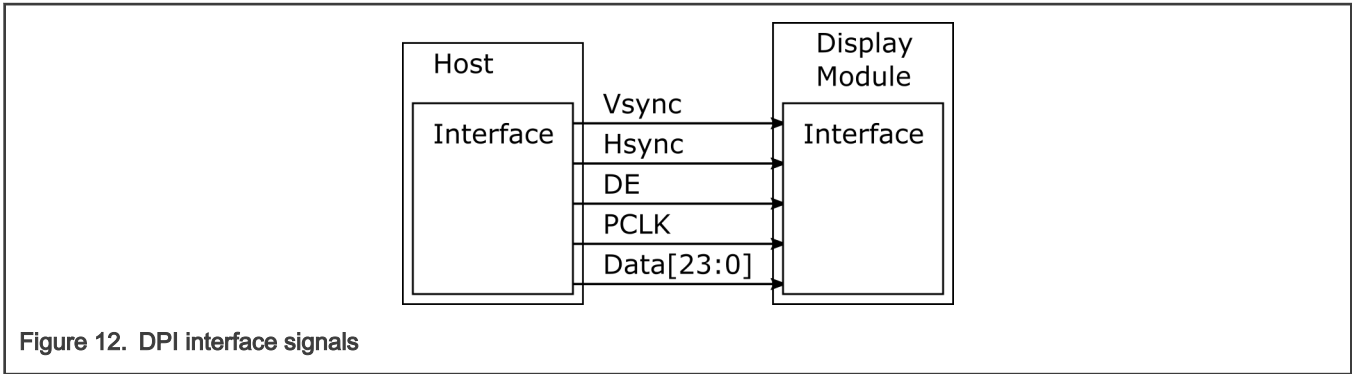 Host
Interface
Vsync
Hsync
DE
PCLK
Data[23:0]
Display
Module
Interface
Figure 12. DPI interface signals